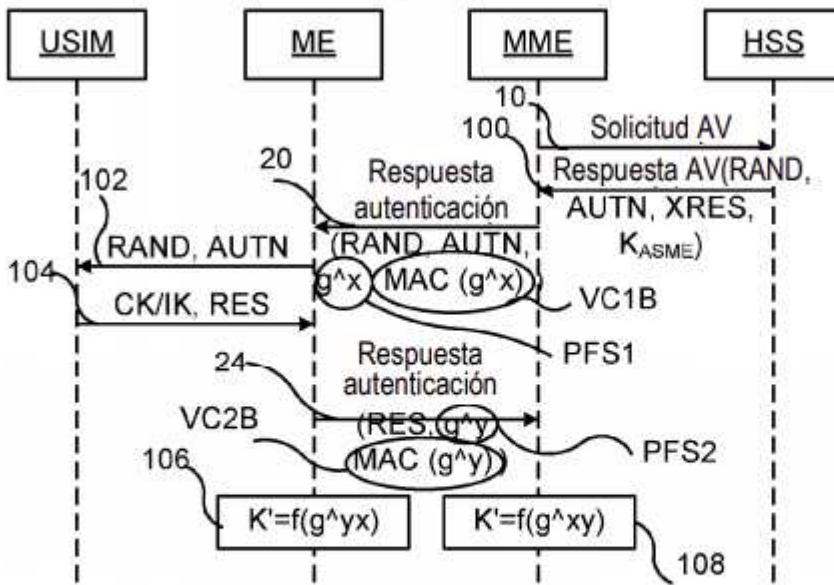 USIM ME MME HSS
10
Solicitud AV
100
20
Respuesta AV(RAND,
AUTN, XRES,
K_ASME)
Respuesta
autenticación
(RAND, AUTN,
102
RAND, AUTN
g^x MAC (g^x))
VC1B
104
CK/IK, RES
PFS1
Respuesta
autenticación
24
(RES, g^y
VC2B
MAC (g^y))
PFS2
106
K'=f(g^yx) K'=f(g^xy)
108